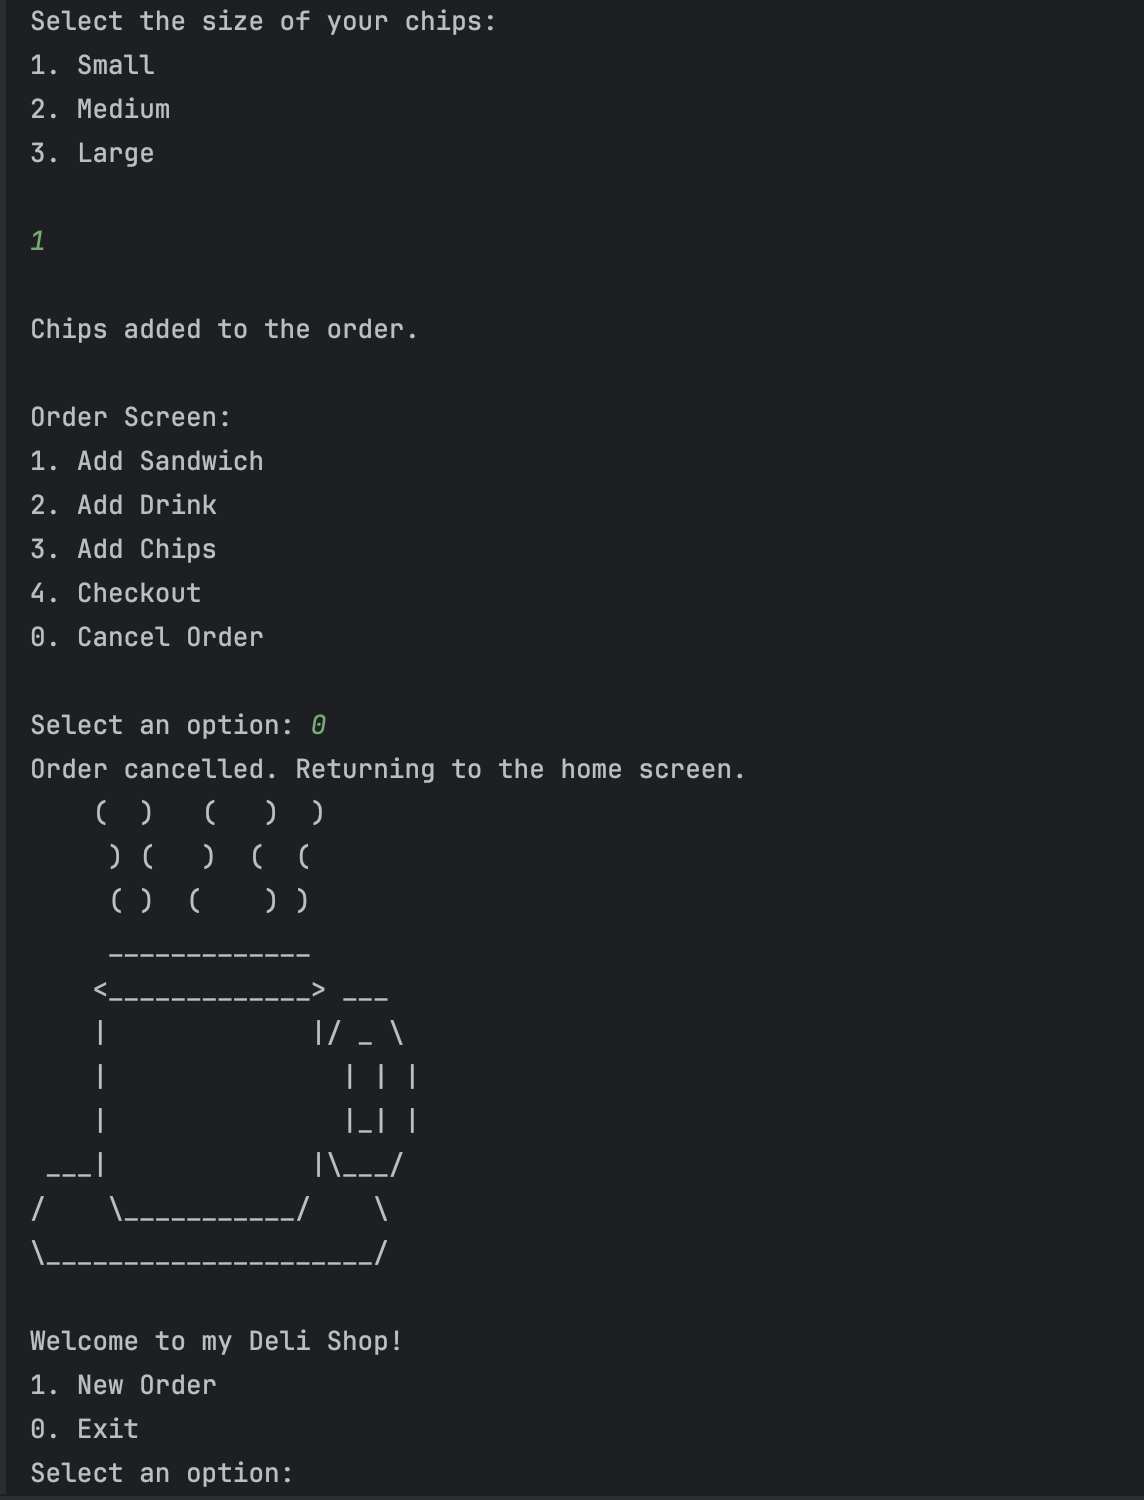 Select the size of your chips:
1. Small
2. Medium
3. Large

1

Chips added to the order.

Order Screen:
1. Add Sandwich
2. Add Drink
3. Add Chips
4. Checkout
0. Cancel Order

Select an option: 0
Order cancelled. Returning to the home screen.
    (  )   (   )  )
     ) (   )  (  (
     ( )  (    ) )
     _____________
    <_____________> ___
    |             |/ _ \
    |               | | |
    |               |_| |
 ___|             |\___/
/    \___________/    \
\_____________________/

Welcome to my Deli Shop!
1. New Order
0. Exit
Select an option: